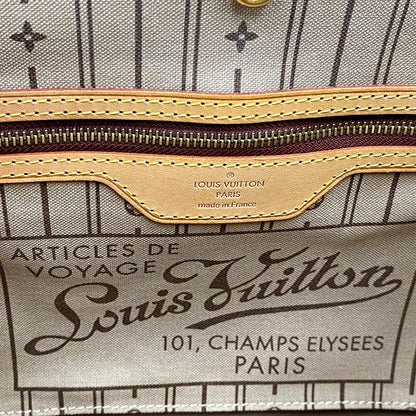 LOUIS VUITTON
PARIS
made in France
ARTICLES DE
VOYAGE
Louis Vuitton
101, CHAMPS ELYSEES
PARIS